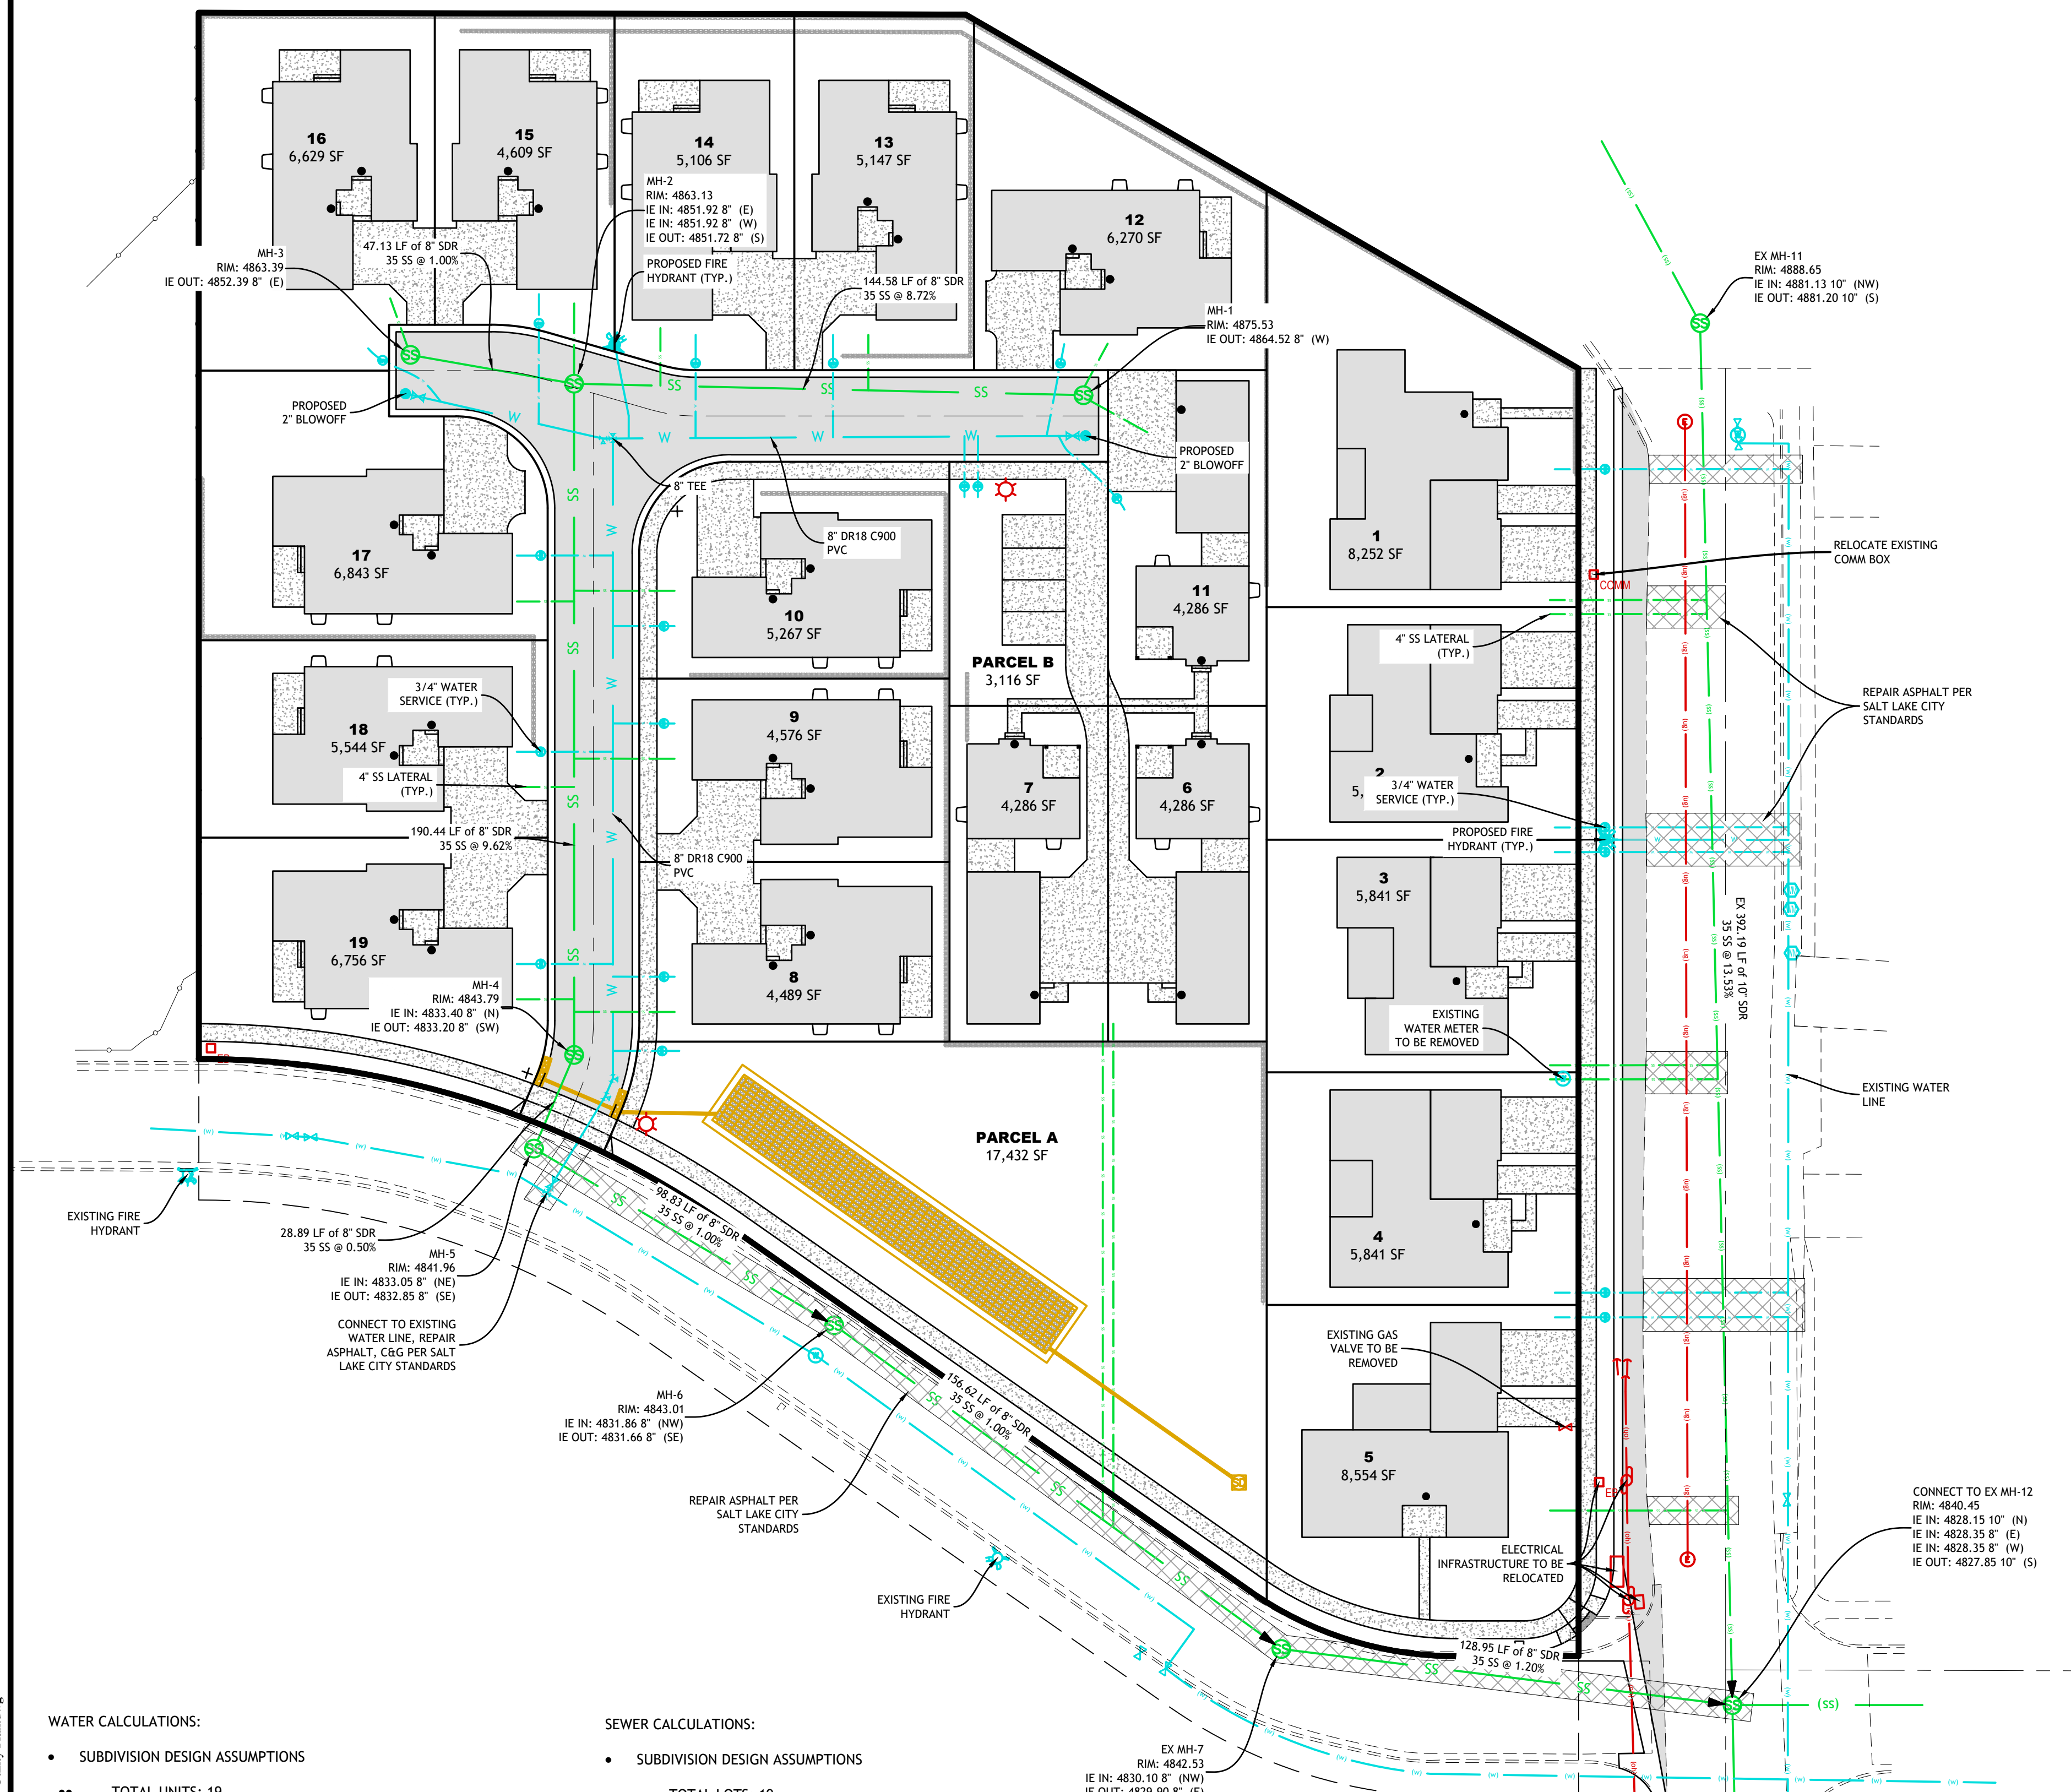 16
6,629 SF
15
4,609 SF
14
5,106 SF
13
5,147 SF
12
6,270 SF
MH-2
RIM: 4863.13
IE IN: 4851.92 8" (E)
IE IN: 4851.92 8" (W)
IE OUT: 4851.72 8" (S)
MH-3
RIM: 4863.39
IE OUT: 4852.39 8" (E)
47.13 LF of 8" SDR
35 SS @ 1.00%
PROPOSED FIRE
HYDRANT (TYP.)
144.58 LF of 8" SDR
35 SS @ 8.72%
MH-1
RIM: 4875.53
IE OUT: 4864.52 8" (W)
EX MH-11
RIM: 4888.65
IE IN: 4881.13 10" (NW)
IE OUT: 4881.20 10" (S)
PROPOSED
2" BLOWOFF
PROPOSED
2" BLOWOFF
8" TEE
8" DR18 C900
PVC
17
6,843 SF
10
5,267 SF
11
4,286 SF
1
8,252 SF
COMM
RELOCATE EXISTING
COMM BOX
PARCEL B
3,116 SF
4" SS LATERAL
(TYP.)
REPAIR ASPHALT PER
SALT LAKE CITY
STANDARDS
3/4" WATER
SERVICE (TYP.)
18
5,544 SF
4" SS LATERAL
(TYP.)
9
4,576 SF
7
4,286 SF
6
4,286 SF
2
5,
3/4" WATER
SERVICE (TYP.)
PROPOSED FIRE
HYDRANT (TYP.)
190.44 LF of 8" SDR
35 SS @ 9.62%
8" DR18 C900
PVC
3
5,841 SF
EX 392.19 LF of 10" SDR
35 SS @ 13.53%
19
6,756 SF
8
4,489 SF
MH-4
RIM: 4843.79
IE IN: 4833.40 8" (N)
IE OUT: 4833.20 8" (SW)
EXISTING
WATER METER
TO BE REMOVED
EXISTING WATER
LINE
PARCEL A
17,432 SF
EXISTING FIRE
HYDRANT
28.89 LF of 8" SDR
35 SS @ 0.50%
98.83 LF of 8" SDR
35 SS @ 1.00%
MH-5
RIM: 4841.96
IE IN: 4833.05 8" (NE)
IE OUT: 4832.85 8" (SE)
4
5,841 SF
CONNECT TO EXISTING
WATER LINE, REPAIR
ASPHALT, C&G PER SALT
LAKE CITY STANDARDS
EXISTING GAS
VALVE TO BE
REMOVED
MH-6
RIM: 4843.01
IE IN: 4831.86 8" (NW)
IE OUT: 4831.66 8" (SE)
156.62 LF of 8" SDR
35 SS @ 1.00%
5
8,554 SF
REPAIR ASPHALT PER
SALT LAKE CITY
STANDARDS
CONNECT TO EX MH-12
RIM: 4840.45
IE IN: 4828.15 10" (N)
IE IN: 4828.35 8" (E)
IE IN: 4828.35 8" (W)
IE OUT: 4827.85 10" (S)
ELECTRICAL
INFRASTRUCTURE TO BE
RELOCATED
EXISTING FIRE
HYDRANT
128.95 LF of 8" SDR
35 SS @ 1.20%
WATER CALCULATIONS:
• SUBDIVISION DESIGN ASSUMPTIONS
•• TOTAL UNITS: 19
SEWER CALCULATIONS:
• SUBDIVISION DESIGN ASSUMPTIONS
TOTAL LOTS: 19
EX MH-7
RIM: 4842.53
IE IN: 4830.10 8" (NW)
IE OUT: 4829.90 8" (E)